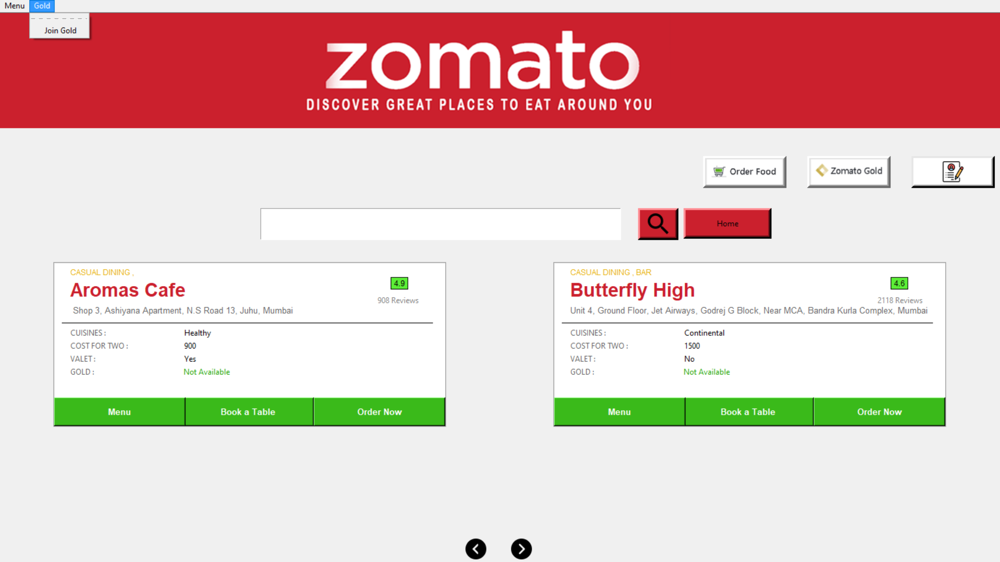 Menu Gold
Join Gold
zomato
DISCOVER GREAT PLACES TO EAT AROUND YOU
Order Food
Zomato Gold
Home
CASUAL DINING ,
Aromas Cafe
4.9
908 Reviews
Shop 3, Ashiyana Apartment, N.S Road 13, Juhu, Mumbai
CUISINES : Healthy
COST FOR TWO : 900
VALET : Yes
GOLD : Not Available
Menu Book a Table Order Now
CASUAL DINING , BAR
Butterfly High
4.6
2118 Reviews
Unit 4, Ground Floor, Jet Airways, Godrej G Block, Near MCA, Bandra Kurla Complex, Mumbai
CUISINES : Continental
COST FOR TWO : 1500
VALET : No
GOLD : Not Available
Menu Book a Table Order Now